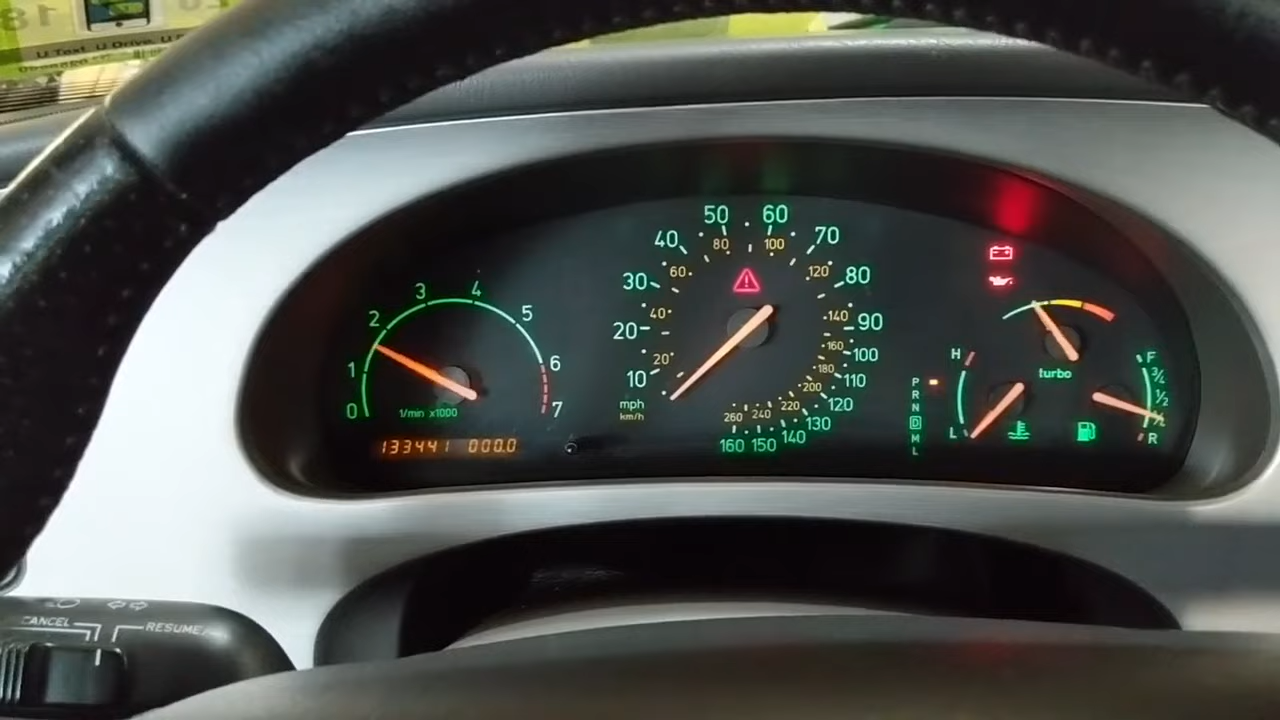 U Text. U Drive. U
50 60
40 80 100 70
30 60 120 80
3 4
2 5
20 40 140 90
160 100
1 6
20 180 110
10 200
0 1/min x1000 7
mph
km/h
260 240 220 120
160 150 140 130
133441 000.0
P
R
N
D
M
L
H
L
turbo
F
3/4
1/2
R
CANCEL
RESUME/